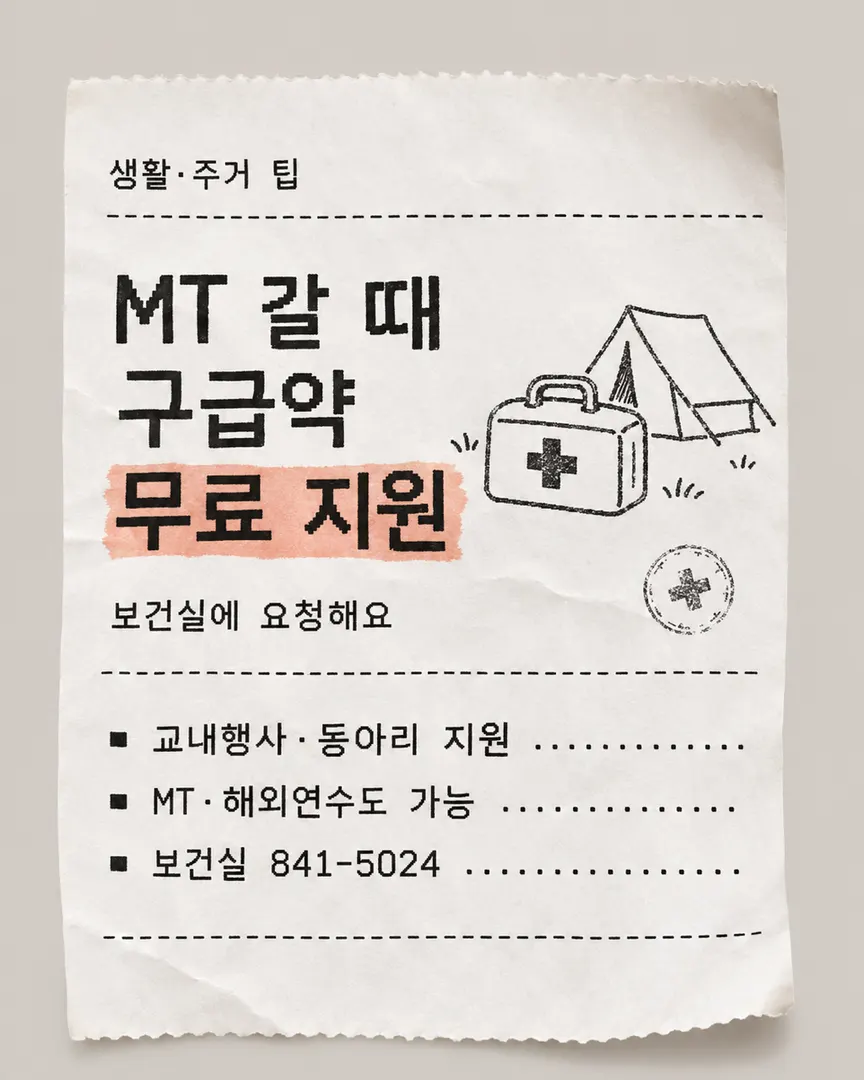 생활·주거 팁
MT 갈 때
구급약
무료 지원
보건실에 요청해요
■ 교내행사·동아리 지원 .............
■ MT·해외연수도 가능 ..............
■ 보건실 841-5024 ................